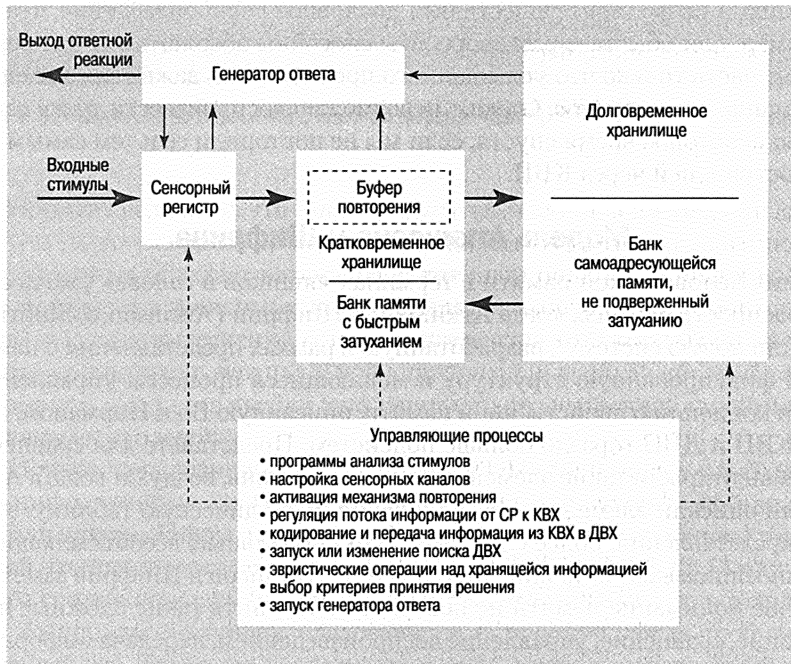 Выход ответной
реакции
Генератор ответа
Долговременное
хранилище
Входные
стимулы
Сенсорный
регистр
Буфер
повторения
Кратковременное
хранилище
Банк памяти
с быстрым
затуханием
Банк
самоадресующейся
памяти,
не подверженный
затуханию
Управляющие процессы
• программы анализа стимулов
• настройка сенсорных каналов
• активация механизма повторения
• регуляция потока информации от СР к КВХ
• кодирование и передача информации из КВХ в ДВХ
• запуск или изменение поиска ДВХ
• эвристические операции над хранящейся информацией
• выбор критериев принятия решения
• запуск генератора ответа